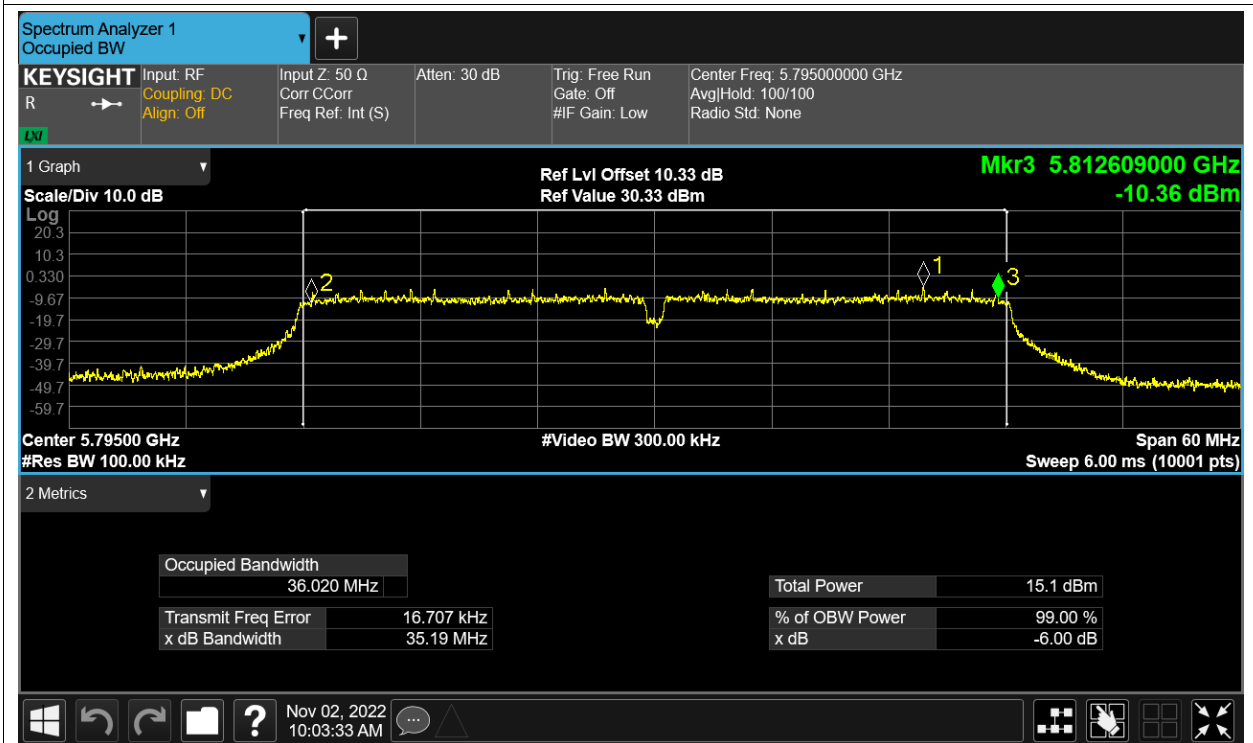 Spectrum Analyzer 1
Occupied BW
KEYSIGHT
R
LXI
Input: RF
Coupling: DC
Align: Off
Input Z: 50 Ω
Corr CCorr
Freq Ref: Int (S)
Atten: 30 dB
Trig: Free Run
Gate: Off
#IF Gain: Low
Center Freq: 5.795000000 GHz
Avg|Hold: 100/100
Radio Std: None
1 Graph
Scale/Div 10.0 dB
Ref Lvl Offset 10.33 dB
Ref Value 30.33 dBm
Mkr3 5.812609000 GHz
-10.36 dBm
Log
20.3
10.3
0.330
-9.67
-19.7
-29.7
-39.7
-49.7
-59.7
2
1
3
Center 5.79500 GHz
#Res BW 100.00 kHz
#Video BW 300.00 kHz
Span 60 MHz
Sweep 6.00 ms (10001 pts)
2 Metrics
Occupied Bandwidth
36.020 MHz
Transmit Freq Error 16.707 kHz
x dB Bandwidth 35.19 MHz
Total Power 15.1 dBm
% of OBW Power 99.00 %
x dB -6.00 dB
?
Nov 02, 2022
10:03:33 AM